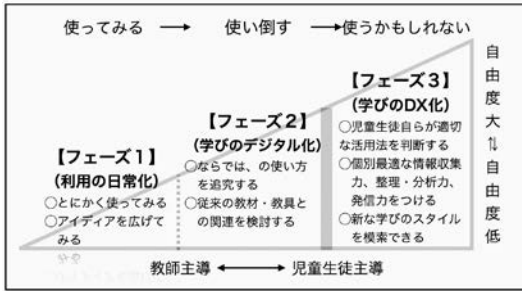 使ってみる → 使い倒す → 使うかもしれない
【フェーズ1】
(利用の日常化)
○とにかく使ってみる
○アイディアを広げて
みる
【フェーズ2】
(学びのデジタル化)
○ならでは、の使い方
を追究する
○従来の教材・教具と
の関連を検討する
【フェーズ3】
(学びのDX化)
○児童生徒自らが適切
な活用法を判断する
○個別最適な情報収集
力、整理・分析力、
発信力をつける
○新な学びのスタイル
を模索できる
自由度大⇅自由度低
教師主導 ⟷ 児童生徒主導